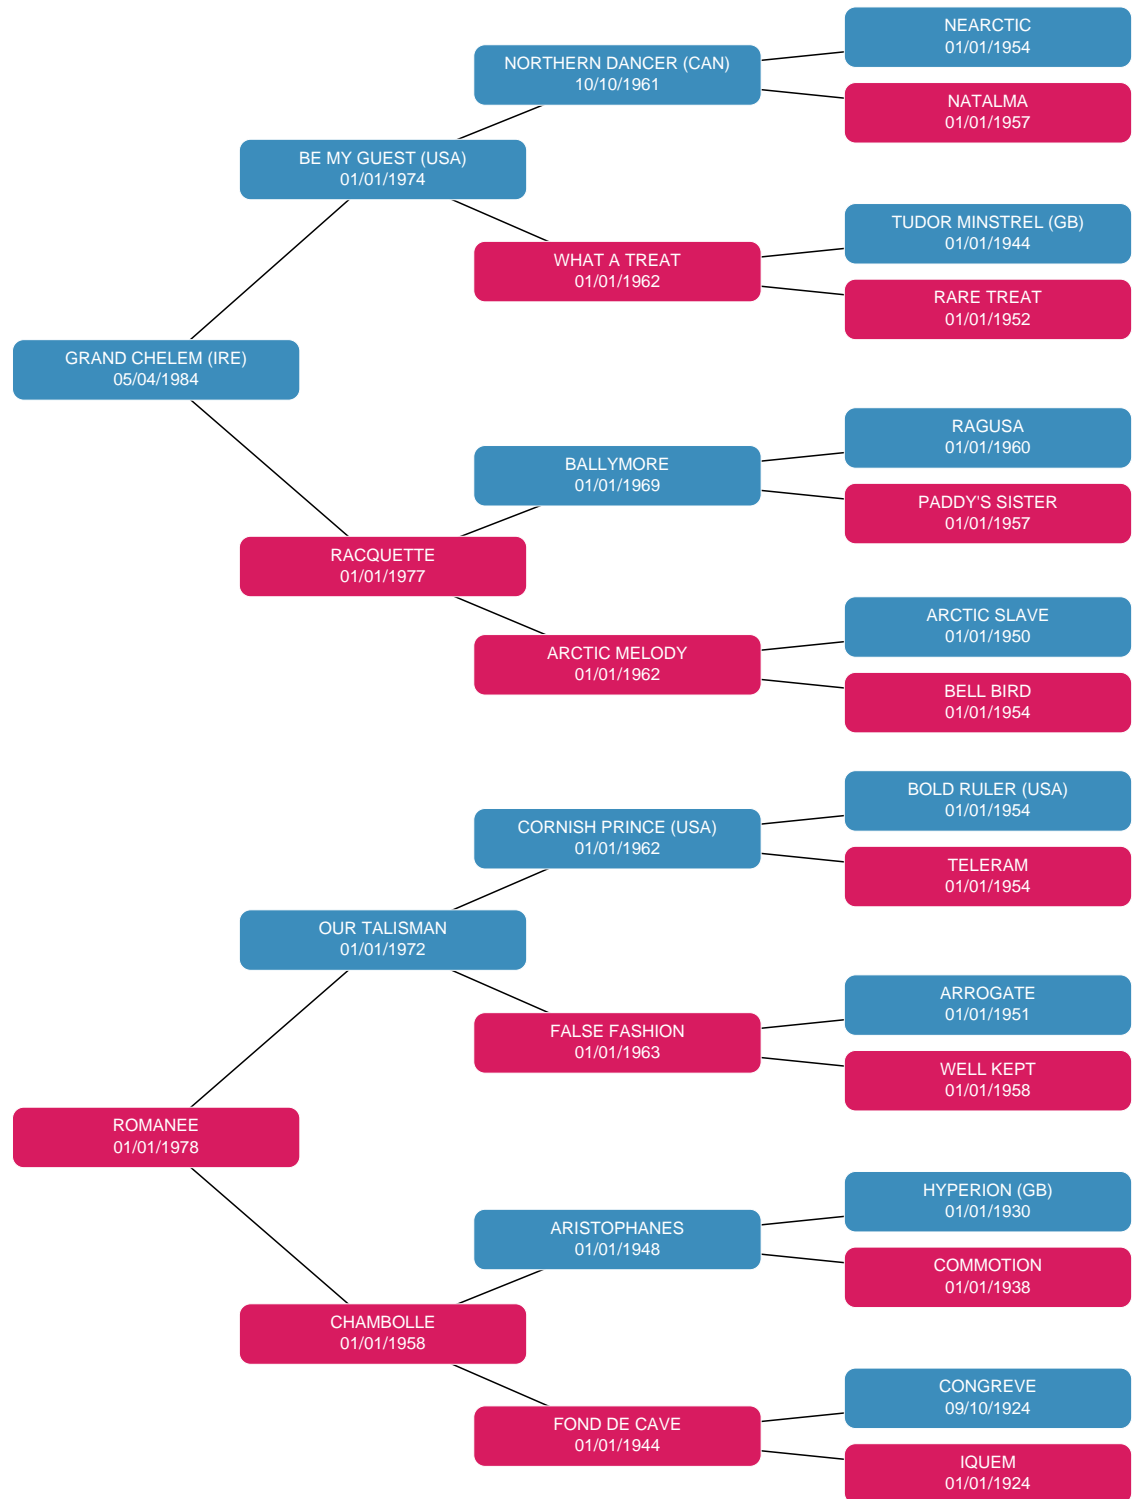 NEARCTIC
01/01/1954
NORTHERN DANCER (CAN)
10/10/1961
NATALMA
01/01/1957
BE MY GUEST (USA)
01/01/1974
TUDOR MINSTREL (GB)
01/01/1944
WHAT A TREAT
01/01/1962
RARE TREAT
01/01/1952
GRAND CHELEM (IRE)
05/04/1984
RAGUSA
01/01/1960
BALLYMORE
01/01/1969
PADDY'S SISTER
01/01/1957
RACQUETTE
01/01/1977
ARCTIC SLAVE
01/01/1950
ARCTIC MELODY
01/01/1962
BELL BIRD
01/01/1954
BOLD RULER (USA)
01/01/1954
CORNISH PRINCE (USA)
01/01/1962
TELERAM
01/01/1954
OUR TALISMAN
01/01/1972
ARROGATE
01/01/1951
FALSE FASHION
01/01/1963
WELL KEPT
01/01/1958
ROMANEE
01/01/1978
HYPERION (GB)
01/01/1930
ARISTOPHANES
01/01/1948
COMMOTION
01/01/1938
CHAMBOLLE
01/01/1958
CONGREVE
09/10/1924
FOND DE CAVE
01/01/1944
IQUEM
01/01/1924